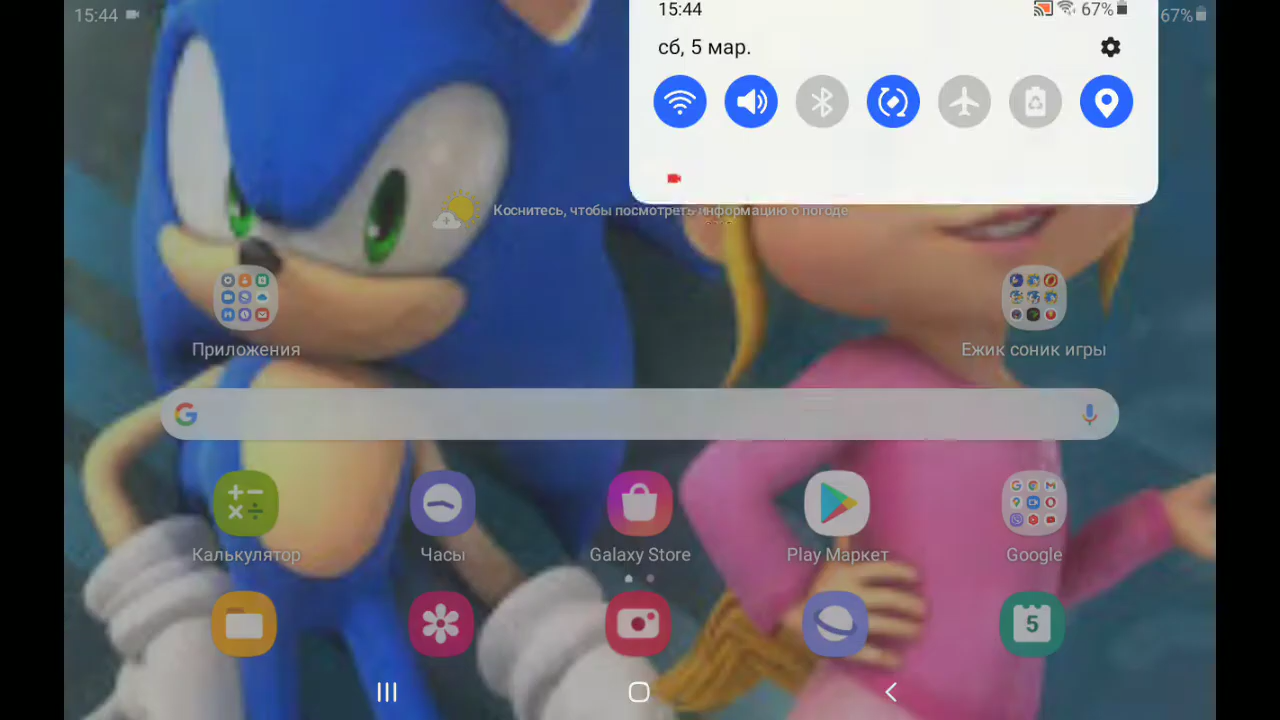 15:44
15:44
67%
67%
сб, 5 мар.
Коснитесь, чтобы посмотреть информацию о погоде
Приложения
Ежик соник игры
Калькулятор
Часы
Galaxy Store
Play Маркет
Google
5